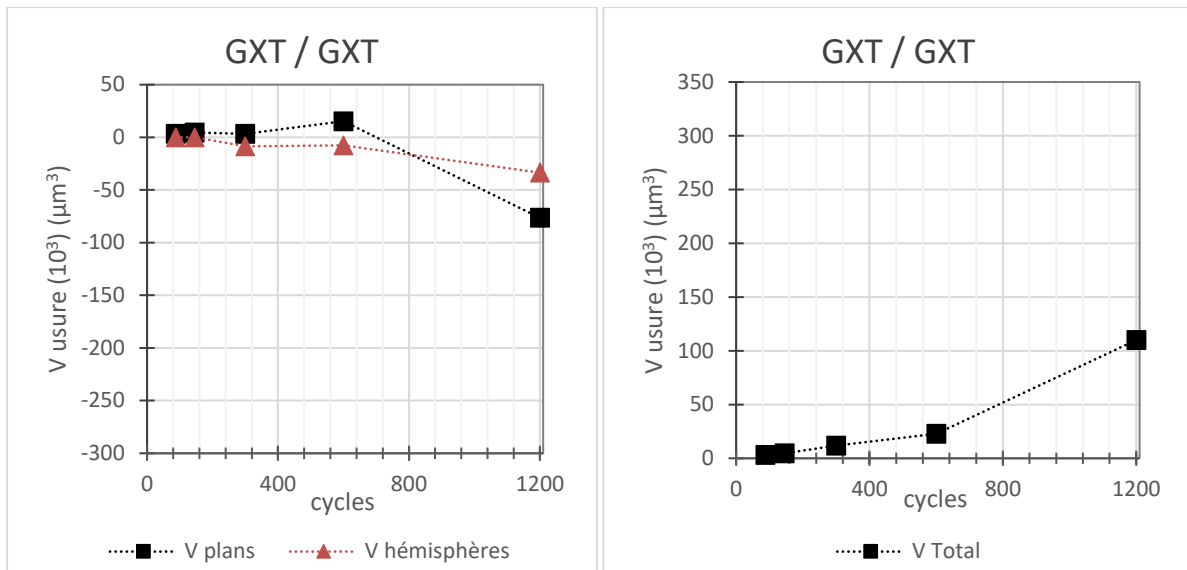 GXT / GXT
50
0
-50
-100
-150
-200
-250
-300
V usure (10³) (µm³)
0
400
800
1200
cycles
V plans
V hémisphères
GXT / GXT
350
300
250
200
150
100
50
0
V usure (10³) (µm³)
0
400
800
1200
cycles
V Total